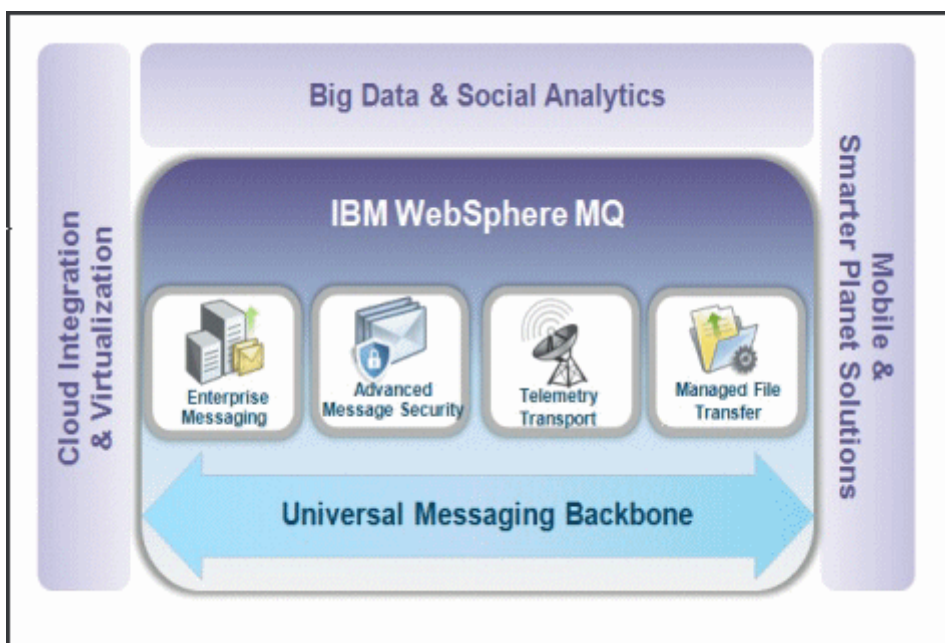 Big Data & Social Analytics
Cloud Integration
& Virtualization
IBM WebSphere MQ
Enterprise
Messaging
Advanced
Message Security
Telemetry
Transport
Managed File
Transfer
Universal Messaging Backbone
Mobile &
Smarter Planet Solutions